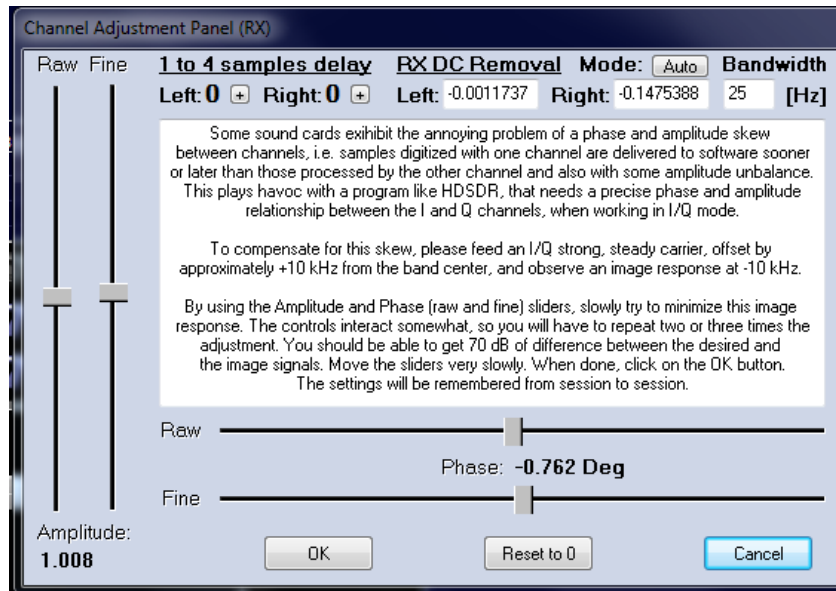 Channel Adjustment Panel (RX)
Raw Fine
1 to 4 samples delay RX DC Removal Mode: Auto Bandwidth
Left: 0 + Right: 0 + Left: -0.0011737 Right: -0.1475388 25 [Hz]
Some sound cards exihibit the annoying problem of a phase and amplitude skew
between channels, i.e. samples digitized with one channel are delivered to software sooner
or later than those processed by the other channel and also with some amplitude unbalance.
This plays havoc with a program like HDSDR, that needs a precise phase and amplitude
relationship between the I and Q channels, when working in I/Q mode.
To compensate for this skew, please feed an I/Q strong, steady carrier, offset by
approximately +10 kHz from the band center, and observe an image response at -10 kHz.
By using the Amplitude and Phase (raw and fine) sliders, slowly try to minimize this image
response. The controls interact somewhat, so you will have to repeat two or three times the
adjustment. You should be able to get 70 dB of difference between the desired and
the image signals. Move the sliders very slowly. When done, click on the OK button.
The settings will be remembered from session to session.
Raw
Phase: -0.762 Deg
Fine
Amplitude:
1.008
OK Reset to 0 Cancel